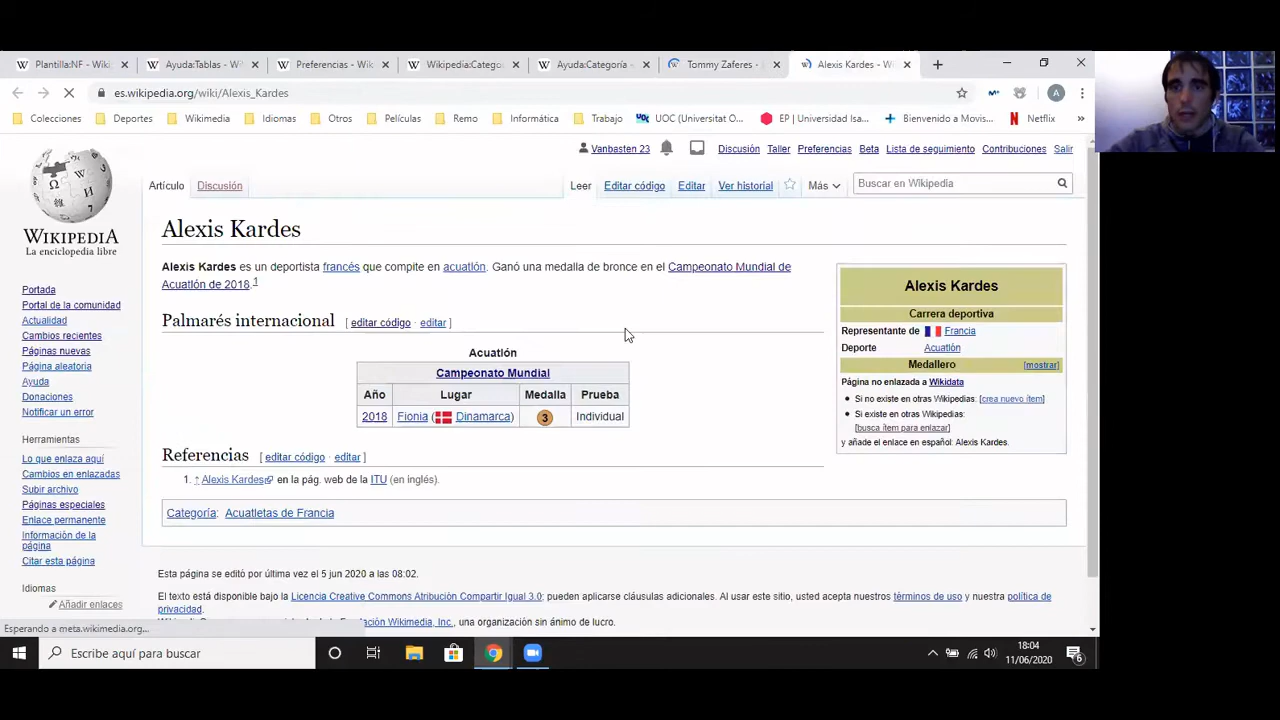 Plantilla:NF - Wiki
Ayuda:Tablas - W
Preferencias - Wik
Wikipedia:Catego
Ayuda:Categoría -
Tommy Zaferes -
Alexis Kardes - W
es.wikipedia.org/wiki/Alexis_Kardes
Colecciones
Deportes
Wikimedia
Idiomas
Otros
Películas
Remo
Informática
Trabajo
UOC (Universitat O...
EP | Universidad Isa...
Bienvenido a Movis...
Netflix
Vanbasten 23
Discusión
Taller
Preferencias
Beta
Lista de seguimiento
Contribuciones
Salir
Artículo
Discusión
Leer
Editar código
Editar
Ver historial
Más
Buscar en Wikipedia
WIKIPEDIA
La enciclopedia libre
Portada
Portal de la comunidad
Actualidad
Cambios recientes
Páginas nuevas
Página aleatoria
Ayuda
Donaciones
Notificar un error
Herramientas
Lo que enlaza aquí
Cambios en enlazadas
Subir archivo
Páginas especiales
Enlace permanente
Información de la
página
Citar esta página
Idiomas
Añadir enlaces
Alexis Kardes
Alexis Kardes es un deportista francés que compite en acuatlón. Ganó una medalla de bronce en el Campeonato Mundial de
Acuatlón de 2018.1
Palmarés internacional [ editar código · editar ]
Acuatlón
Campeonato Mundial
Año Lugar Medalla Prueba
2018 Fionia (Dinamarca) 3 Individual
Referencias [ editar código · editar ]
1. ↑ Alexis Kardes en la pág. web de la ITU (en inglés).
Categoría: Acuatletas de Francia
Alexis Kardes
Carrera deportiva
Representante de Francia
Deporte Acuatlón
Medallero [mostrar]
Página no enlazada a Wikidata
• Si no existe en otras Wikipedias: [crea nuevo ítem]
• Si existe en otras Wikipedias:
[busca ítem para enlazar]
y añade el enlace en español: Alexis Kardes.
Esta página se editó por última vez el 5 jun 2020 a las 08:02.
El texto está disponible bajo la Licencia Creative Commons Atribución Compartir Igual 3.0; pueden aplicarse cláusulas adicionales. Al usar este sitio, usted acepta nuestros términos de uso y nuestra política de
privacidad.
Fundación Wikimedia, Inc., una organización sin ánimo de lucro.
Esperando a meta.wikimedia.org...
Escribe aquí para buscar
18:04
11/06/2020
6